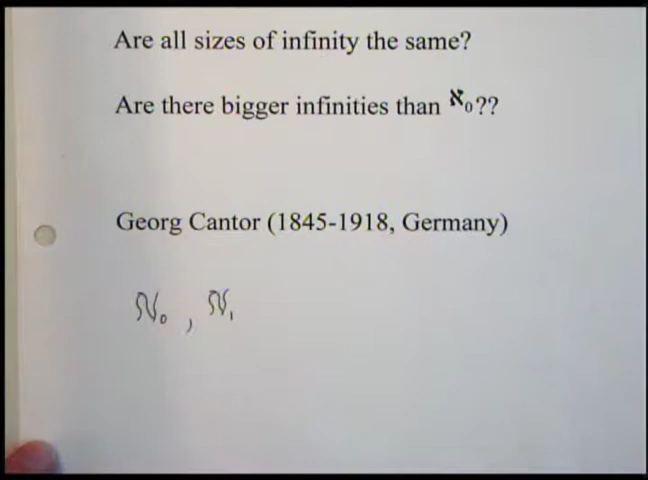 Are all sizes of infinity the same?
Are there bigger infinities than ℵ₀??
Georg Cantor (1845-1918, Germany)
ℵ₀, ℵ₁